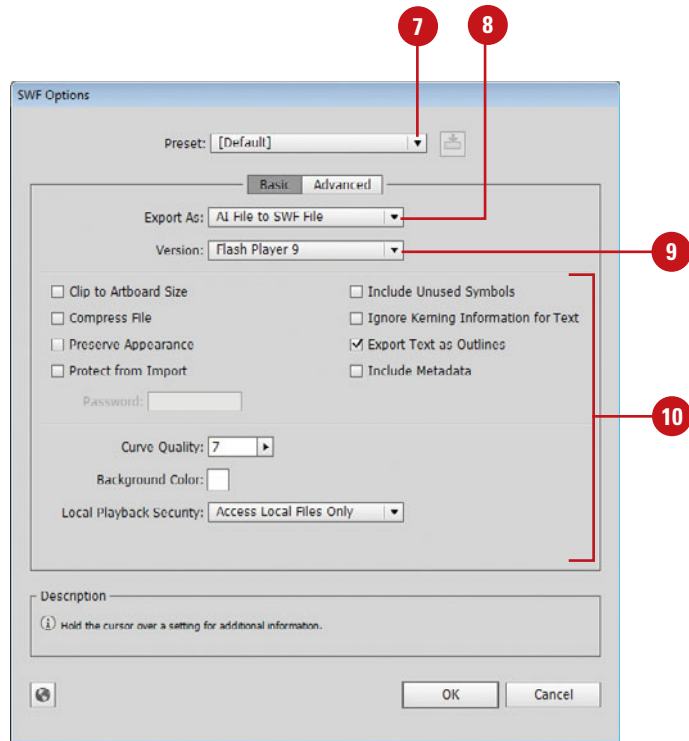 7
8
SWF Options
Preset: [Default]
Basic Advanced
Export As: AI File to SWF File
Version: Flash Player 9
9
Clip to Artboard Size
Include Unused Symbols
Compress File
Ignore Kerning Information for Text
Preserve Appearance
Export Text as Outlines
Protect from Import
Include Metadata
Password:
10
Curve Quality: 7
Background Color:
Local Playback Security: Access Local Files Only
Description
Hold the cursor over a setting for additional information.
OK
Cancel